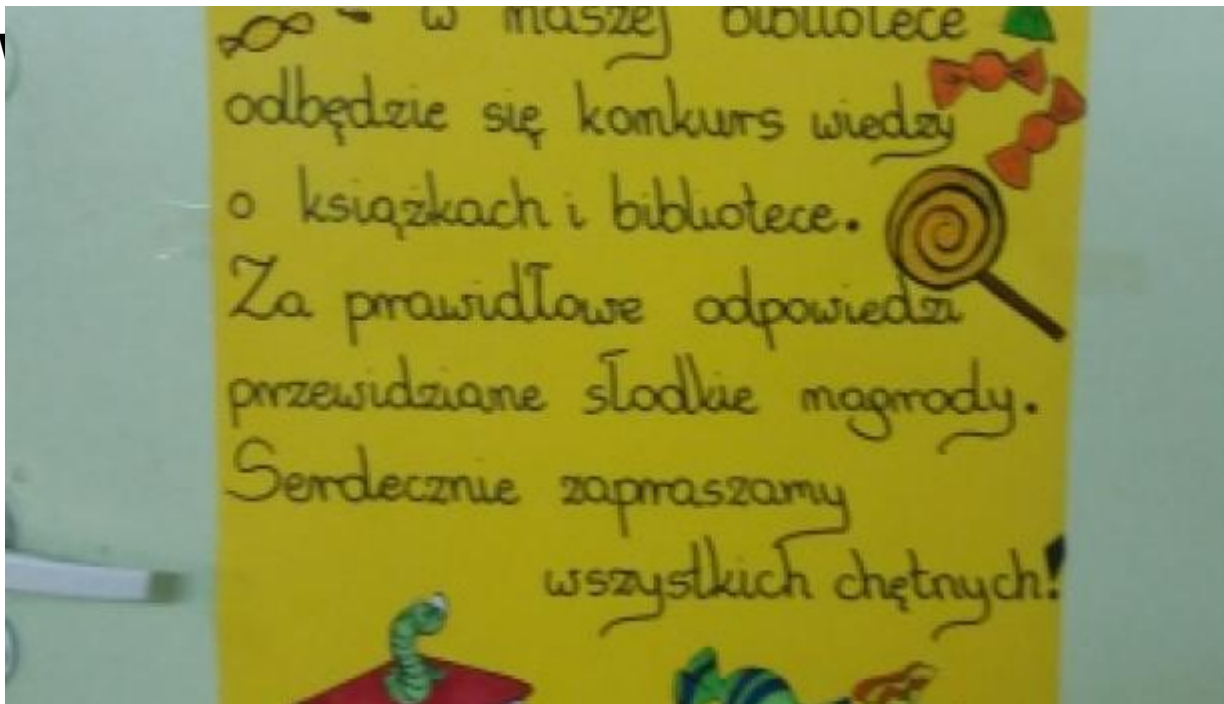 w naszej bibliotece
odbędzie się konkurs wiedzy
o książkach i bibliotece.
Za prawidłowe odpowiedzi
przewidziane słodkie nagrody.
Serdecznie zapraszamy
wszystkich chętnych!